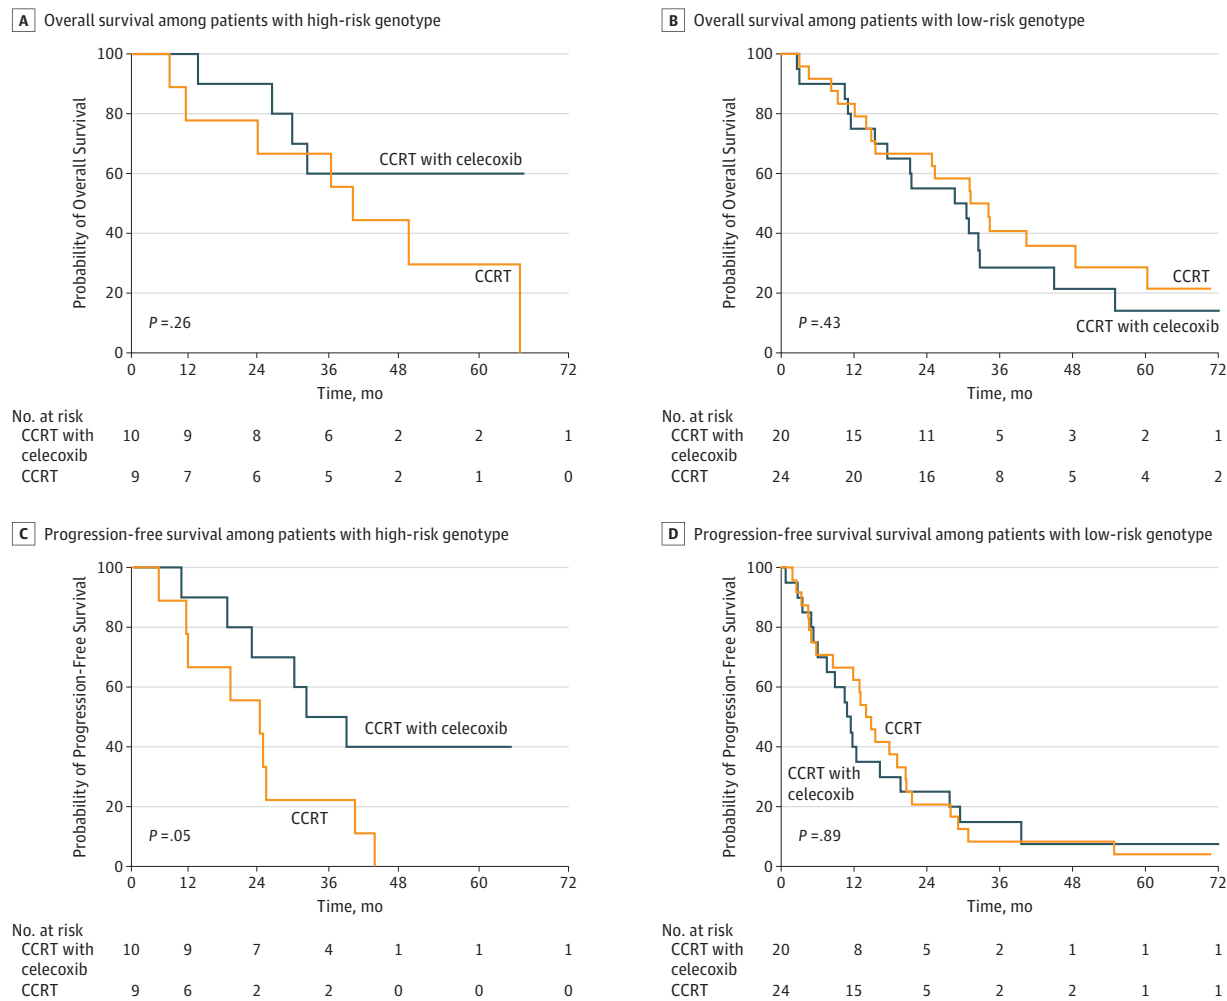 A Overall survival among patients with high-risk genotype
100
80
60
40
20
0
Probability of Overall Survival
CCRT with celecoxib
CCRT
P =.26
0 12 24 36 48 60 72
Time, mo
No. at risk
CCRT with celecoxib 10 9 8 6 2 2 1
CCRT 9 7 6 5 2 1 0
B Overall survival among patients with low-risk genotype
100
80
60
40
20
0
Probability of Overall Survival
CCRT
CCRT with celecoxib
P =.43
0 12 24 36 48 60 72
Time, mo
No. at risk
CCRT with celecoxib 20 15 11 5 3 2 1
CCRT 24 20 16 8 5 4 2
C Progression-free survival among patients with high-risk genotype
100
80
60
40
20
0
Probability of Progression-Free Survival
CCRT with celecoxib
CCRT
P =.05
0 12 24 36 48 60 72
Time, mo
No. at risk
CCRT with celecoxib 10 9 7 4 1 1 1
CCRT 9 6 2 2 0 0 0
D Progression-free survival survival among patients with low-risk genotype
100
80
60
40
20
0
Probability of Progression-Free Survival
CCRT
CCRT with
celecoxib
P =.89
0 12 24 36 48 60 72
Time, mo
No. at risk
CCRT with celecoxib 20 8 5 2 1 1 1
CCRT 24 15 5 2 2 1 1